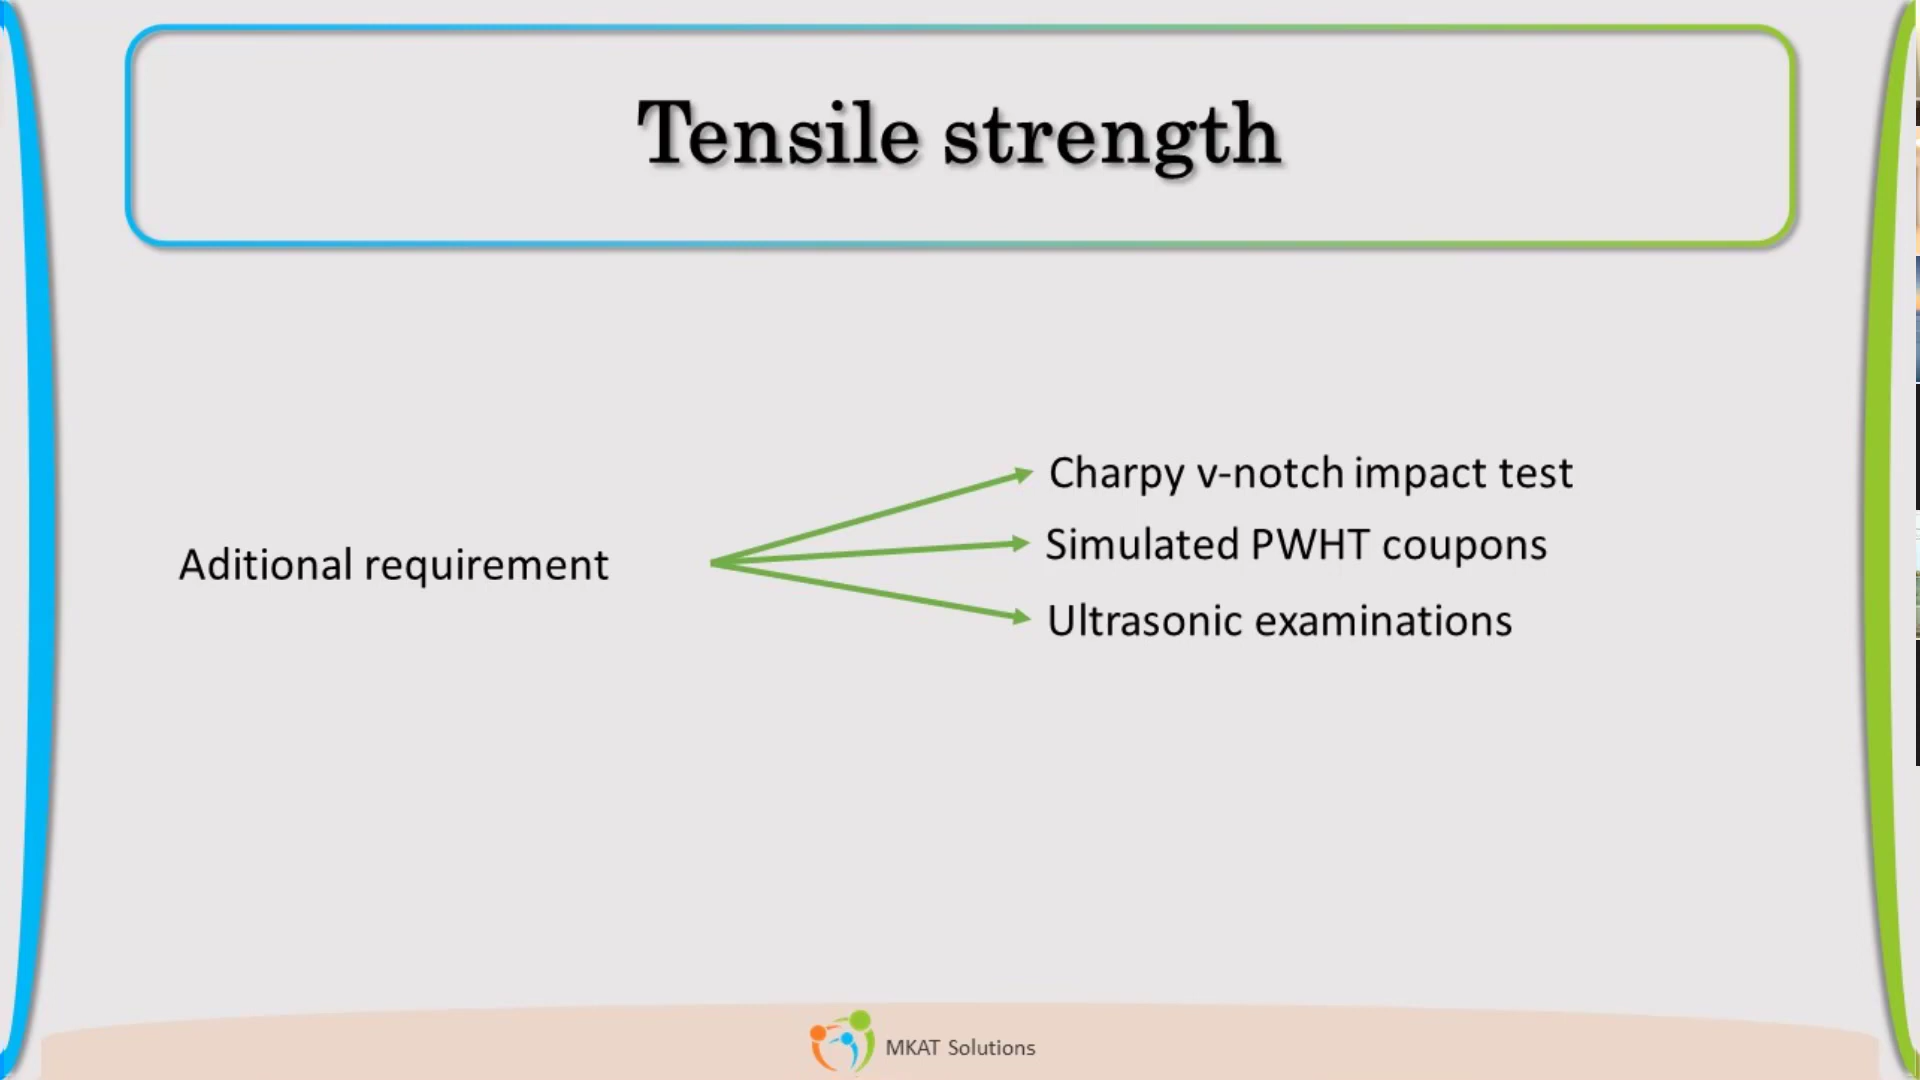 Tensile strength
Charpy v-notch impact test
Aditional requirement
Simulated PWHT coupons
Ultrasonic examinations
MKAT Solutions